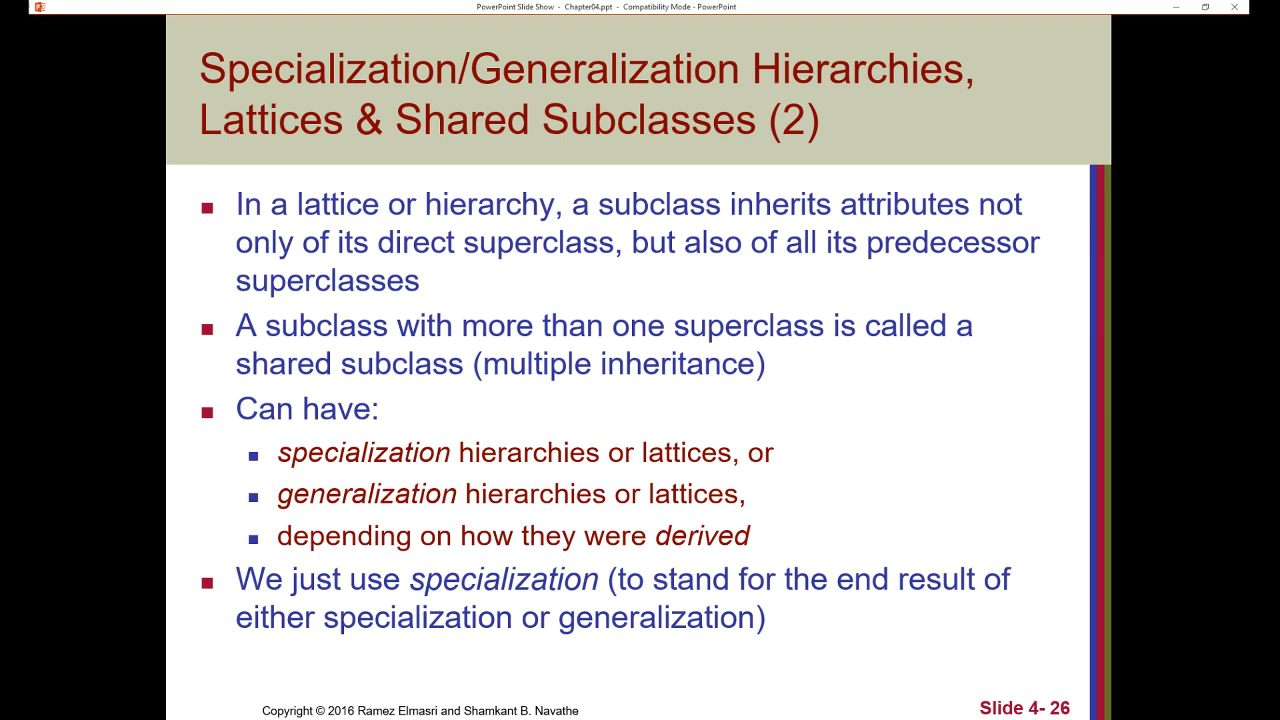 PowerPoint Slide Show - Chapter04.ppt - Compatibility Mode - PowerPoint
Specialization/Generalization Hierarchies,
Lattices & Shared Subclasses (2)
In a lattice or hierarchy, a subclass inherits attributes not
only of its direct superclass, but also of all its predecessor
superclasses
A subclass with more than one superclass is called a
shared subclass (multiple inheritance)
Can have:
specialization hierarchies or lattices, or
generalization hierarchies or lattices,
depending on how they were derived
We just use specialization (to stand for the end result of
either specialization or generalization)
Copyright © 2016 Ramez Elmasri and Shamkant B. Navathe
Slide 4- 26